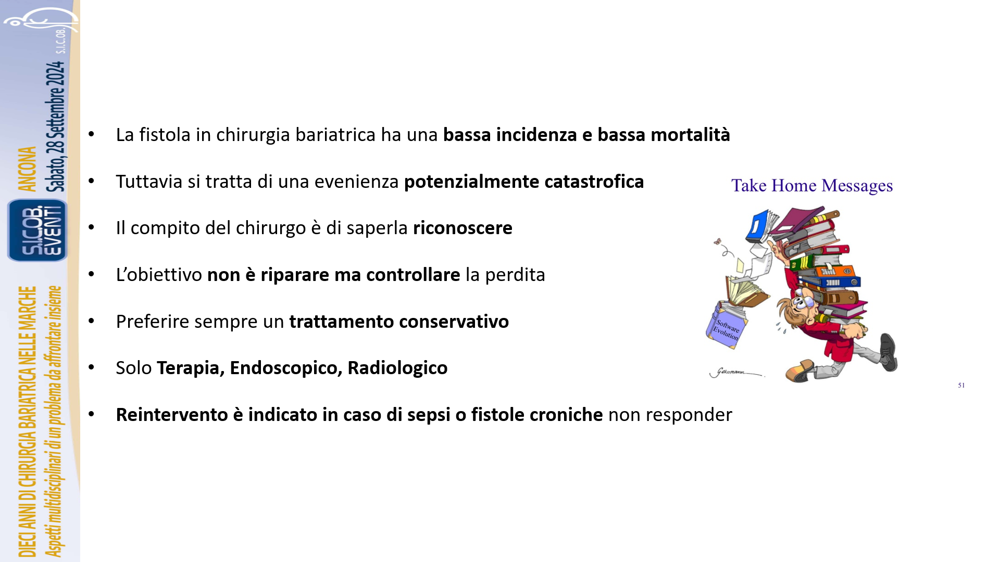 S.I.C.OB.
ANCONA
Sabato, 28 Settembre 2024
S.I.C.OB.
EVENTI
DIECI ANNI DI CHIRURGIA BARIATRICA NELLE MARCHE
Aspetti multidisciplinari di un problema da affrontare insieme
• La fistola in chirurgia bariatrica ha una bassa incidenza e bassa mortalità
• Tuttavia si tratta di una evenienza potenzialmente catastrofica
• Il compito del chirurgo è di saperla riconoscere
• L’obiettivo non è riparare ma controllare la perdita
• Preferire sempre un trattamento conservativo
• Solo Terapia, Endoscopico, Radiologico
• Reintervento è indicato in caso di sepsi o fistole croniche non responder
Take Home Messages
Software
Evolution
51